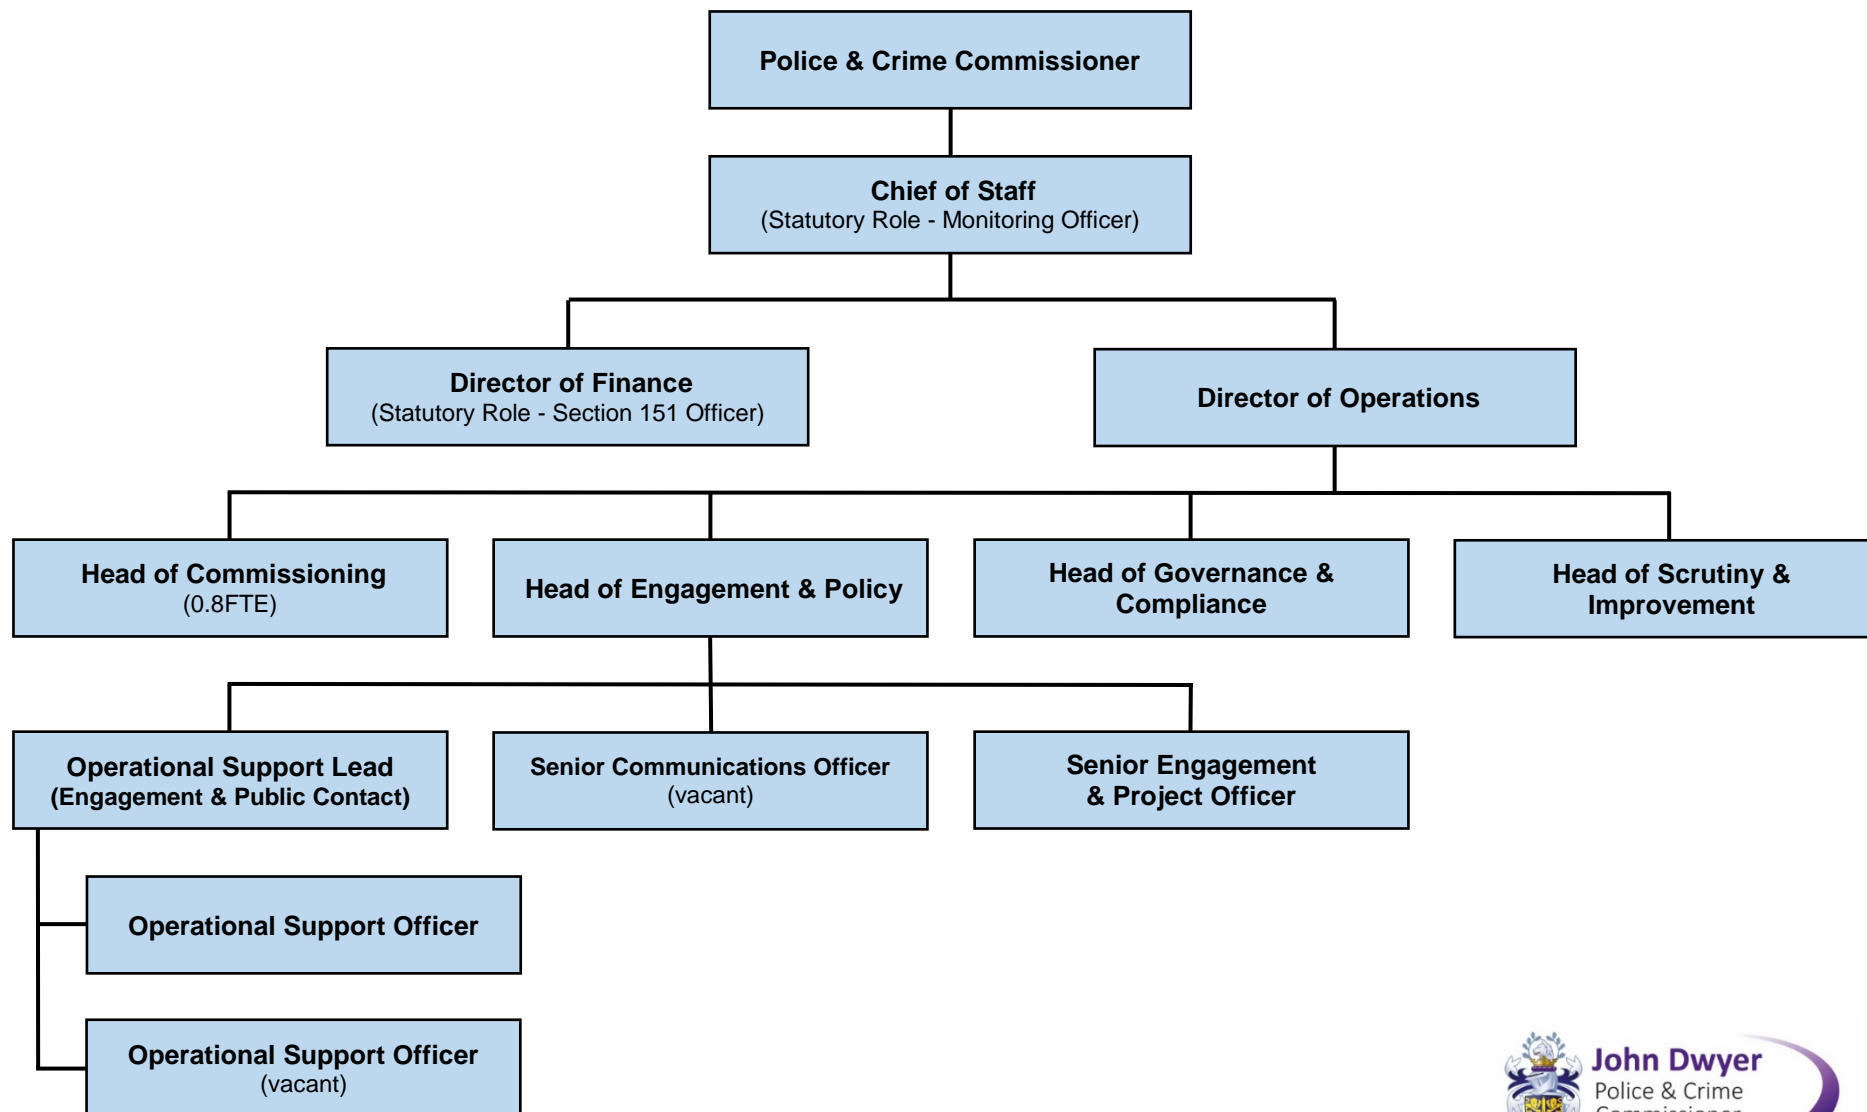 Police & Crime Commissioner
Chief of Staff
(Statutory Role - Monitoring Officer)
Director of Finance
(Statutory Role - Section 151 Officer)
Director of Operations
Head of Commissioning
(0.8FTE)
Head of Engagement & Policy
Head of Governance &
Compliance
Head of Scrutiny &
Improvement
Operational Support Lead
(Engagement & Public Contact)
Senior Communications Officer
(vacant)
Senior Engagement
& Project Officer
Operational Support Officer
Operational Support Officer
(vacant)
John Dwyer
Police & Crime
Commissioner